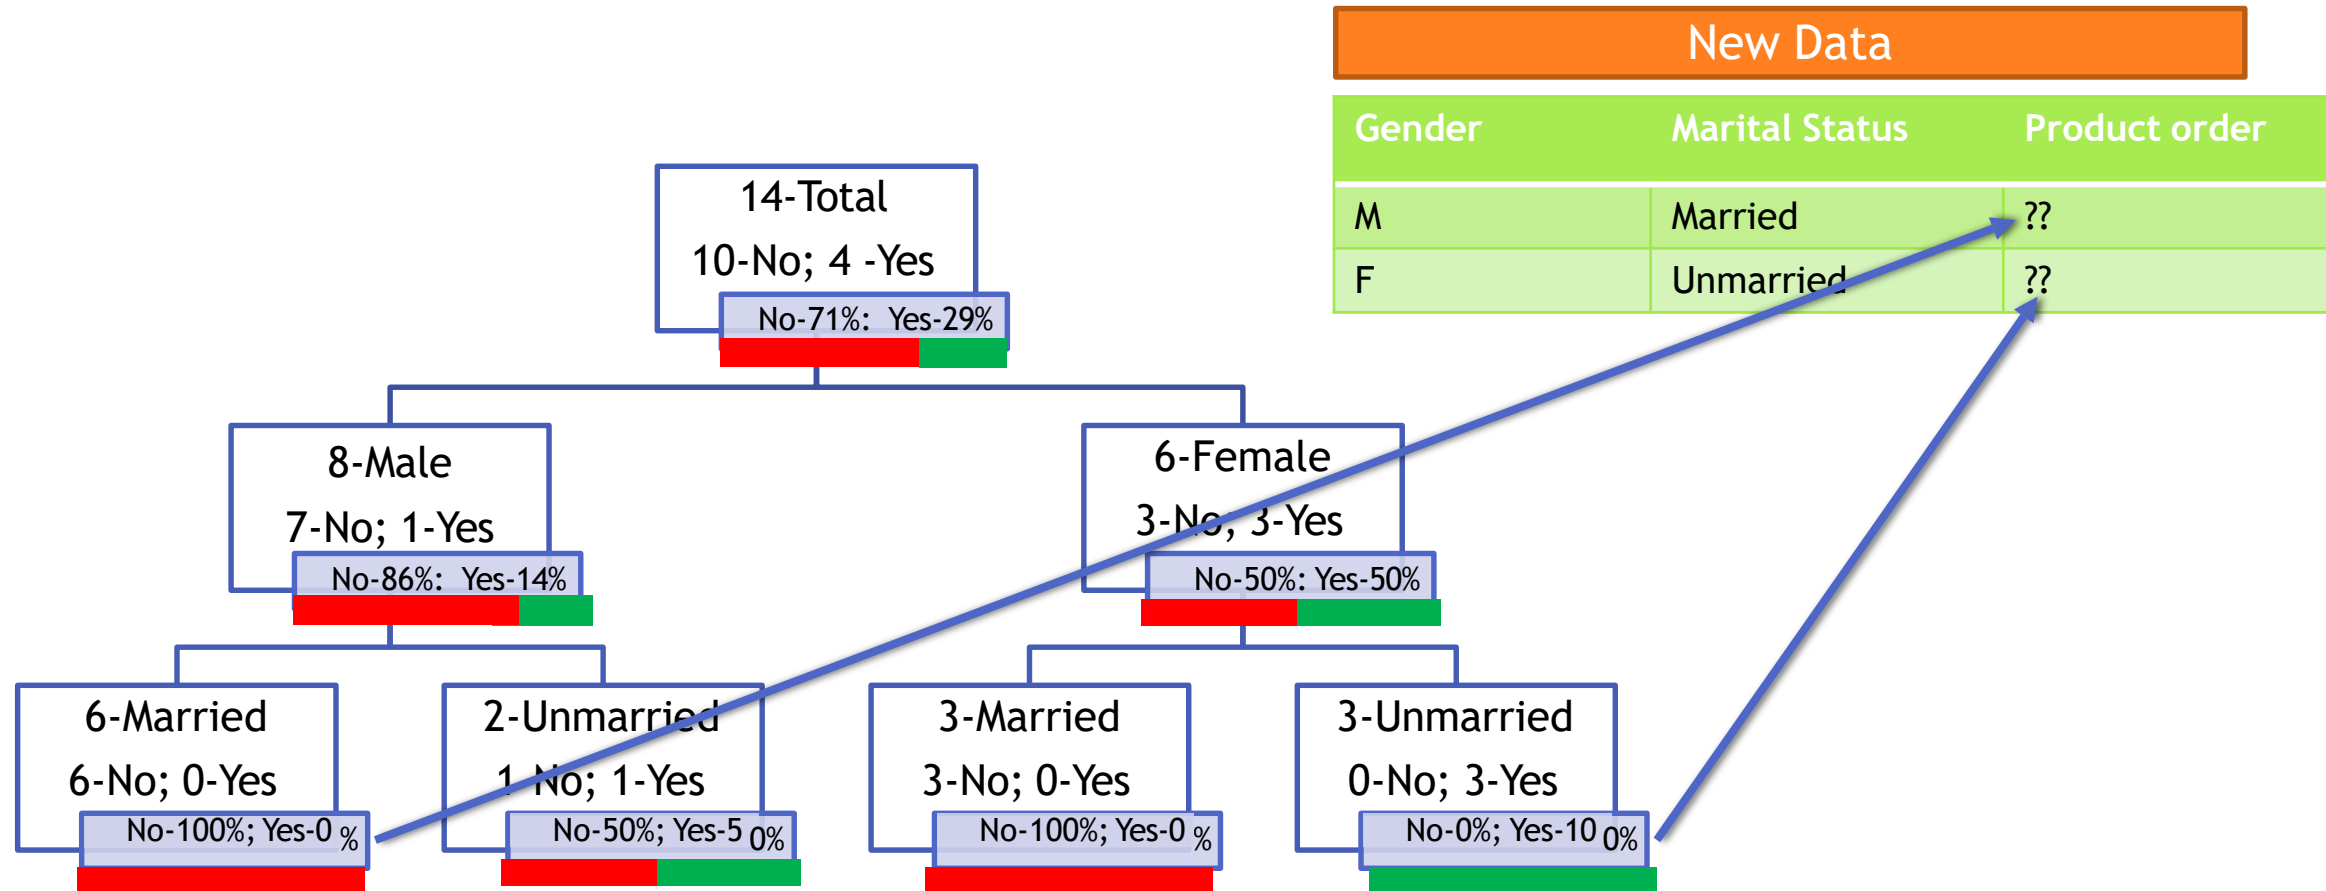 New Data
Gender Marital Status Product order
M Married ??
F Unmarried ??
14-Total
10-No; 4 -Yes
No-71%: Yes-29%
8-Male
7-No; 1-Yes
No-86%: Yes-14%
6-Female
3-No; 3-Yes
No-50%: Yes-50%
6-Married
6-No; 0-Yes
No-100%; Yes-0 %
2-Unmarried
1-No; 1-Yes
No-50%; Yes-5 0%
3-Married
3-No; 0-Yes
No-100%; Yes-0 %
3-Unmarried
0-No; 3-Yes
No-0%; Yes-10 0%